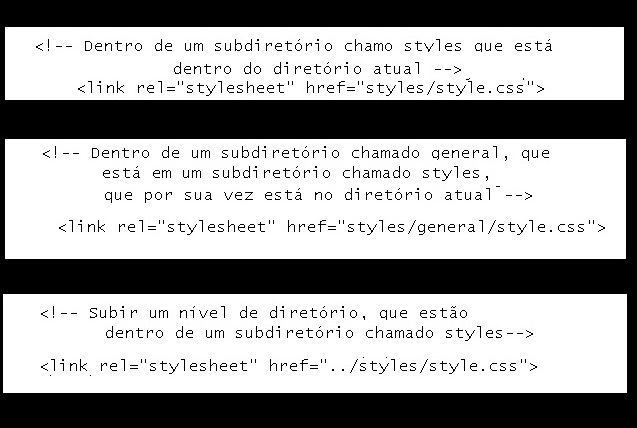 <!-- Dentro de um subdiretório chamo styles que está
dentro do diretório atual -->
<link rel="stylesheet" href="styles/style.css">
<!-- Dentro de um subdiretório chamado general, que
está em um subdiretório chamado styles,
que por sua vez está no diretório atual -->
<link rel="stylesheet" href="styles/general/style.css">
<!-- Subir um nível de diretório, que estão
dentro de um subdiretório chamado styles-->
<link rel="stylesheet" href="../styles/style.css">